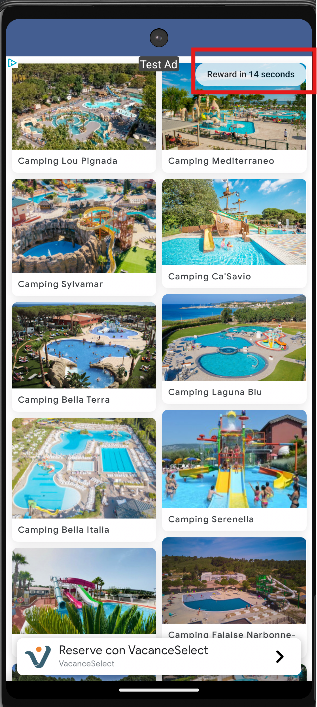 Test Ad
Reward in 14 seconds
Camping Lou Pignada
Camping Mediterraneo
Camping Sylvamar
Camping Ca'Savio
Camping Bella Terra
Camping Laguna Blu
Camping Bella Italia
Camping Serenella
Camping Falaise Narbonne-
Reserve con VacanceSelect
VacanceSelect